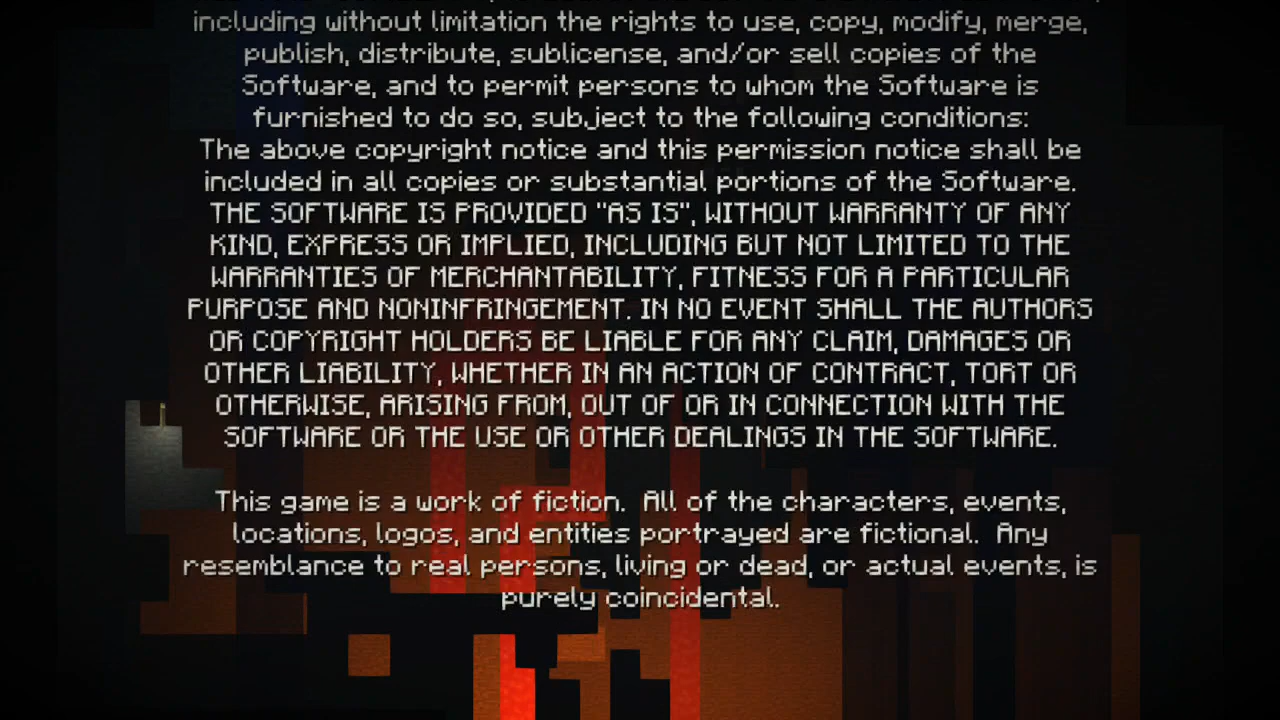 including without limitation the rights to use, copy, modify, merge,
publish, distribute, sublicense, and/or sell copies of the
Software, and to permit persons to whom the Software is
furnished to do so, subject to the following conditions:
The above copyright notice and this permission notice shall be
included in all copies or substantial portions of the Software.
THE SOFTWARE IS PROVIDED "AS IS", WITHOUT WARRANTY OF ANY
KIND, EXPRESS OR IMPLIED, INCLUDING BUT NOT LIMITED TO THE
WARRANTIES OF MERCHANTABILITY, FITNESS FOR A PARTICULAR
PURPOSE AND NONINFRINGEMENT. IN NO EVENT SHALL THE AUTHORS
OR COPYRIGHT HOLDERS BE LIABLE FOR ANY CLAIM, DAMAGES OR
OTHER LIABILITY, WHETHER IN AN ACTION OF CONTRACT, TORT OR
OTHERWISE, ARISING FROM, OUT OF OR IN CONNECTION WITH THE
SOFTWARE OR THE USE OR OTHER DEALINGS IN THE SOFTWARE.
This game is a work of fiction.  All of the characters, events,
locations, logos, and entities portrayed are fictional.  Any
resemblance to real persons, living or dead, or actual events, is
purely coincidental.